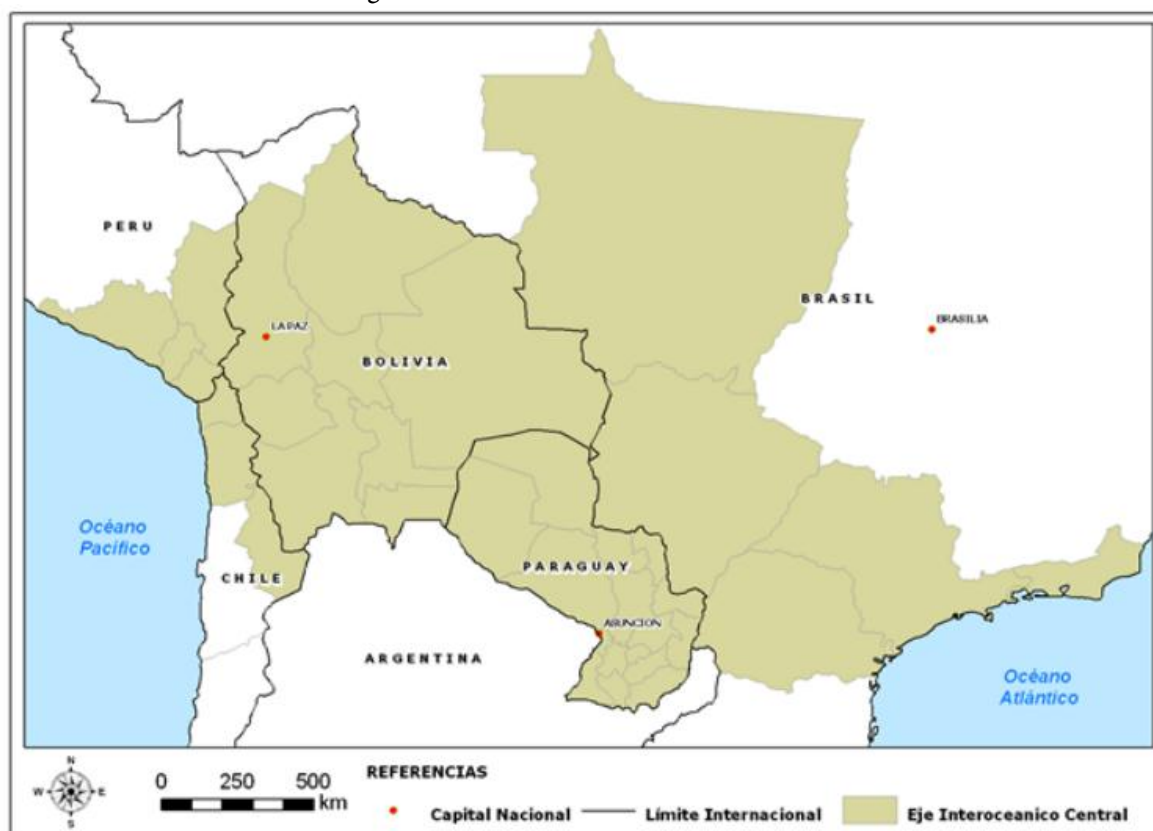 PERU
BRASIL
LA PAZ
BRASILIA
BOLIVIA
Océano
Pacífico
CHILE
PARAGUAY
ASUNCION
ARGENTINA
Océano
Atlántico
N
W E
S
0 250 500
km
REFERENCIAS
Capital Nacional Límite Internacional Eje Interoceanico Central